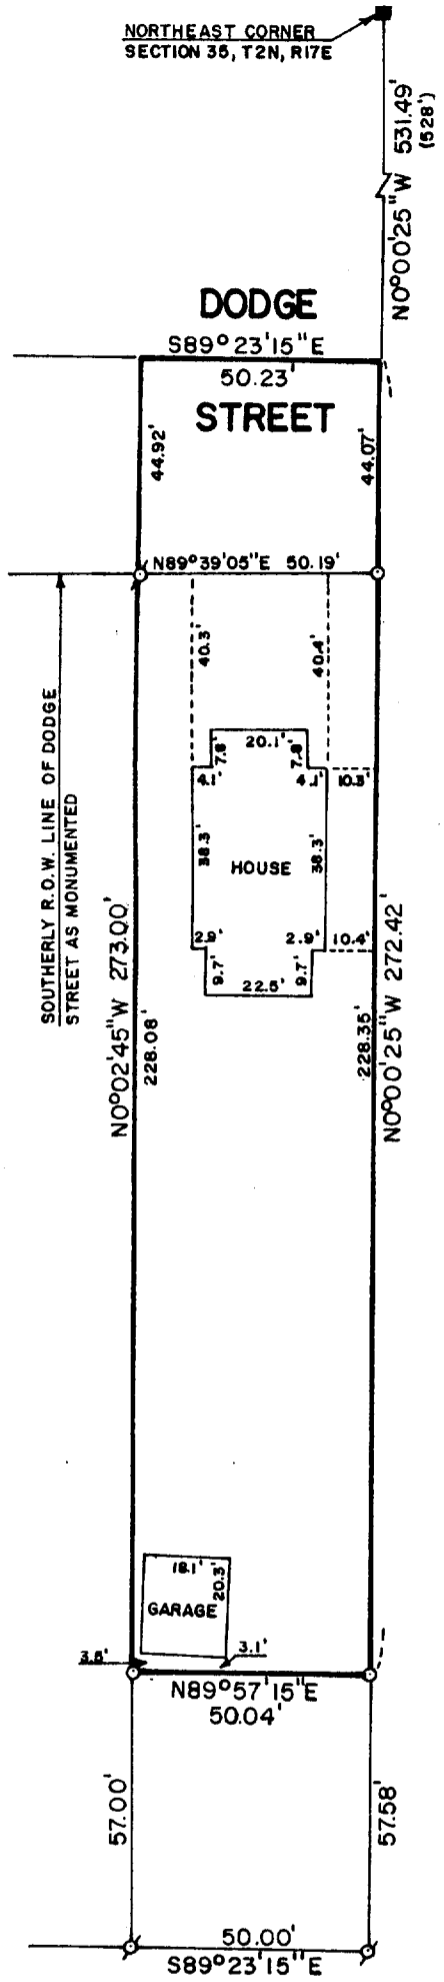 NORTHEAST CORNER
SECTION 35, T2N, R17E
N0°00'25"W 531.49'
(528')
DODGE
S89°23'15"E
50.23'
STREET
44.92'
44.07'
N89°39'05"E 50.19'
40.3'
40.4'
20.1'
7.8'
7.8'
4.1'
4.1'
10.3'
38.3'
38.3'
HOUSE
2.9'
2.9'
10.4'
9.7'
9.7'
22.5'
SOUTHERLY R.O.W. LINE OF DODGE
STREET AS MONUMENTED
N0°02'45"W 273.00'
228.08'
228.35'
N0°00'25"W 272.42'
18.1'
20.3'
GARAGE
3.8'
3.1'
N89°57'15"E
50.04'
57.00'
57.58'
50.00'
S89°23'15"E